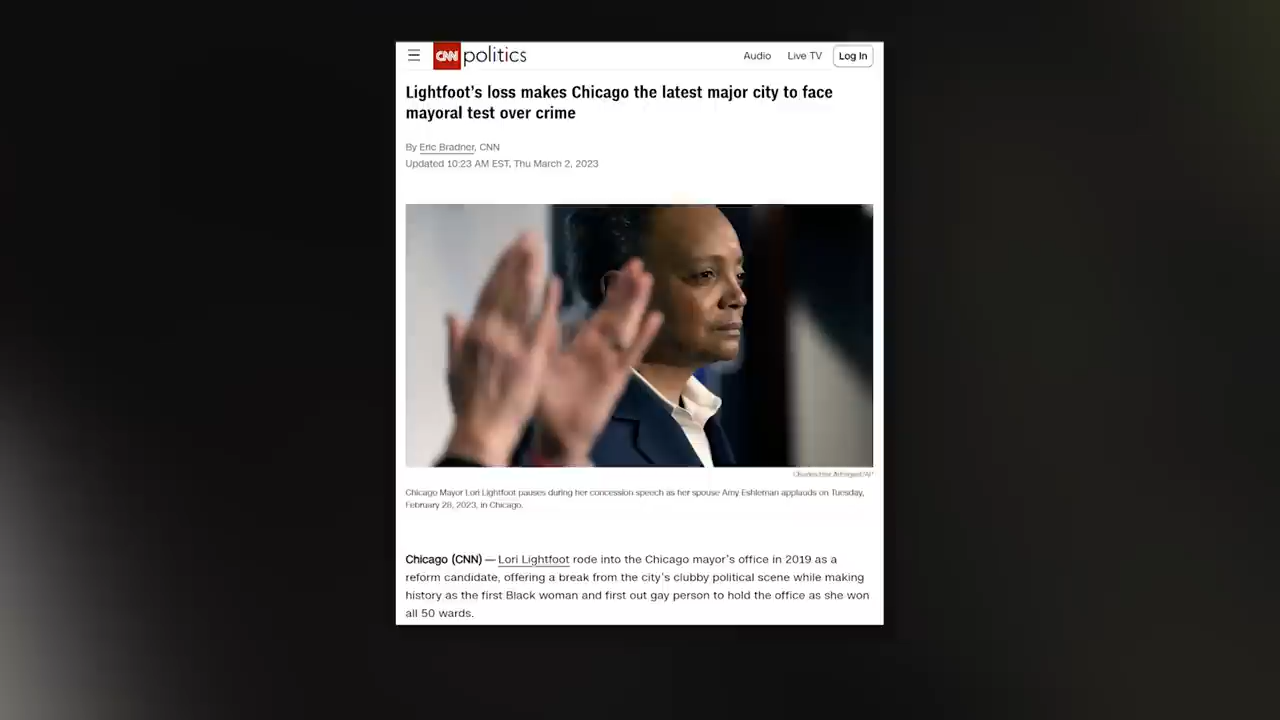 CNN politics Audio Live TV Log In
Lightfoot's loss makes Chicago the latest major city to face
mayoral test over crime
By Eric Bradner, CNN
Updated 10:23 AM EST, Thu March 2, 2023
Chicago Mayor Lori Lightfoot pauses during her concession speech as her spouse Amy Eshleman applauds on Tuesday,
February 28, 2023, in Chicago.
Chicago (CNN) — Lori Lightfoot rode into the Chicago mayor's office in 2019 as a
reform candidate, offering a break from the city's clubby political scene while making
history as the first Black woman and first out gay person to hold the office as she won
all 50 wards.